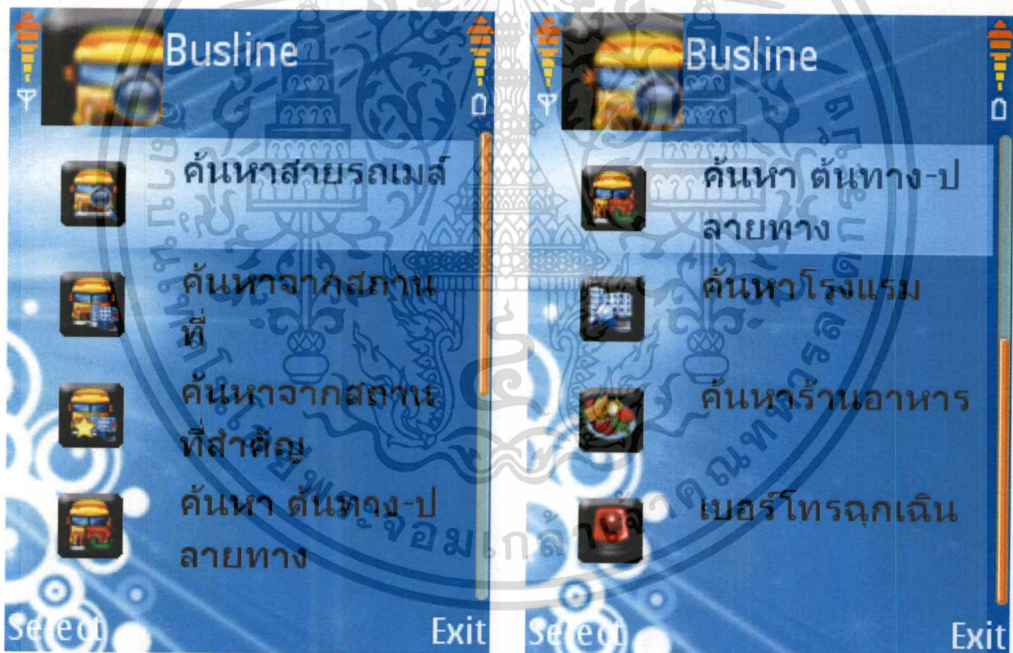 Busline
ค้นหาสายรถเมส์
ค้นหาจากสถาน
ที่
ค้นหาจากสถาน
ที่สำคัญ
ค้นหา ต้นทาง-ป
ลายทาง
Select
Exit
Busline
ค้นหา ต้นทาง-ป
ลายทาง
ค้นหาโรงแรม
ค้นหาร้านอาหาร
เบอร์โทรฉุกเฉิน
Select
Exit